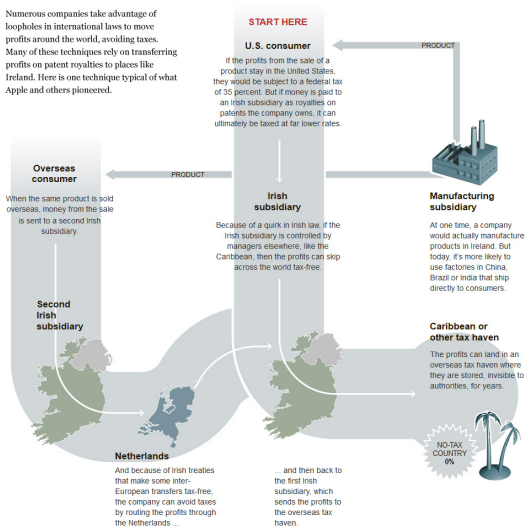 Numerous companies take advantage of
loopholes in international laws to move
profits around the world, avoiding taxes.
Many of these techniques rely on transferring
profits on patent royalties to places like
Ireland. Here is one technique typical of what
Apple and others pioneered.
START HERE
U.S. consumer
If the profits from the sale of a
product stay in the United States,
they would be subject to a federal tax
of 35 percent. But if money is paid to
an Irish subsidiary as royalties on
patents the company owns, it can
ultimately be taxed at far lower rates.
PRODUCT
Overseas
consumer
When the same product is sold
overseas, money from the sale
is sent to a second Irish
subsidiary.
PRODUCT
Irish
subsidiary
Because of a quirk in Irish law, if the
Irish subsidiary is controlled by
managers elsewhere, like the
Caribbean, then the profits can skip
across the world tax-free.
Manufacturing
subsidiary
At one time, a company
would actually manufacture
products in Ireland. But
today, it's more likely to
use factories in China,
Brazil or India that ship
directly to consumers.
Second
Irish
subsidiary
Caribbean or
other tax haven
The profits can land in an
overseas tax haven where
they are stored, invisible to
authorities, for years.
NO-TAX
COUNTRY
0%
Netherlands
And because of Irish treaties
that make some inter-
European transfers tax-free,
the company can avoid taxes
by routing the profits through
the Netherlands ...
... and then back to
the first Irish
subsidiary, which
sends the profits to
the overseas tax
haven.